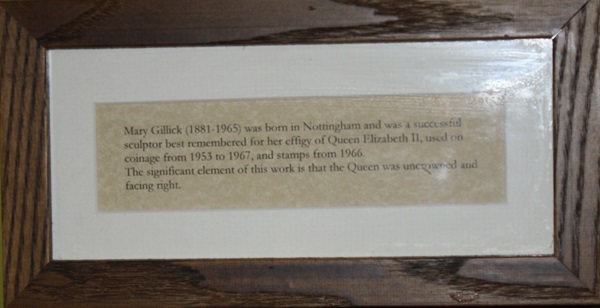 Mary Gillick (1881-1965) was born in Nottingham and was a successful
sculptor best remembered for her effigy of Queen Elizabeth II, used on
coinage from 1953 to 1967, and stamps from 1966.
The significant element of this work is that the Queen was uncrowned and
facing right.